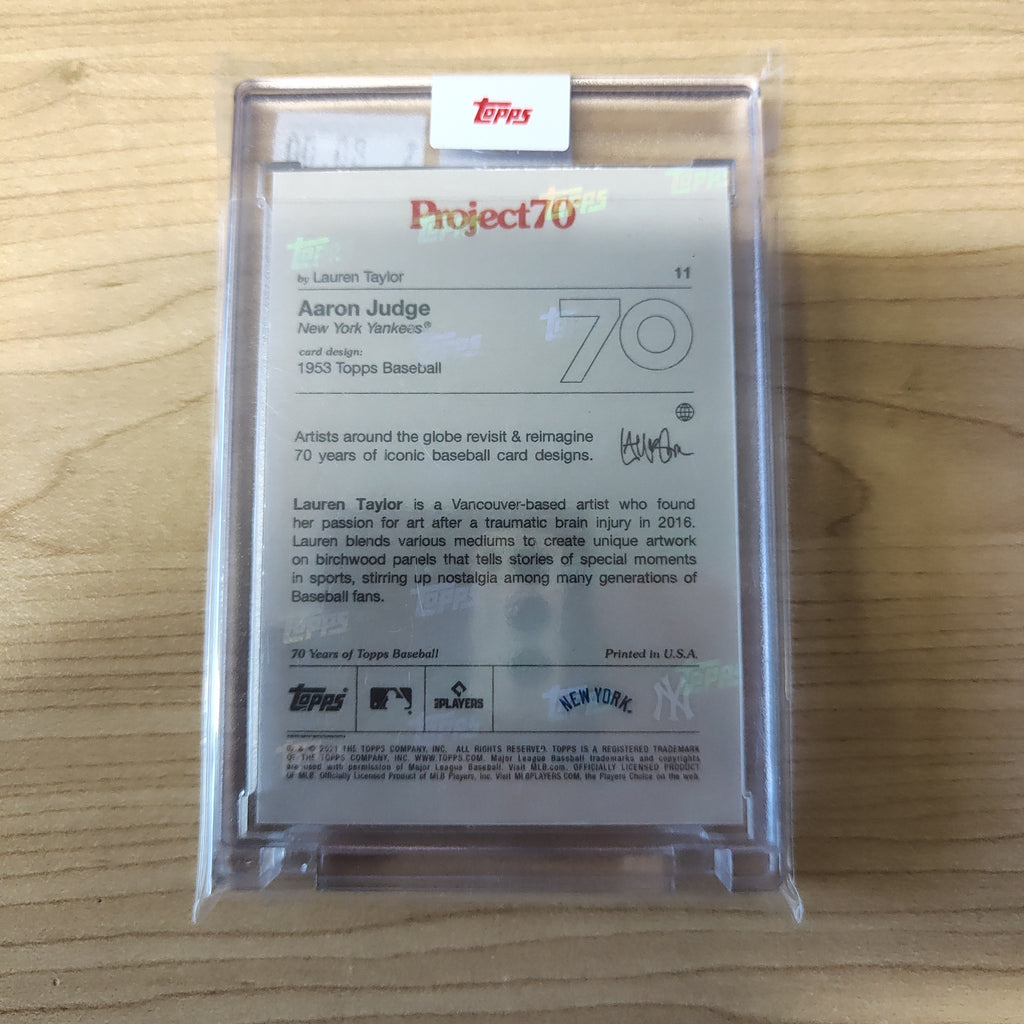 topps
Project70
by Lauren Taylor 11
Aaron Judge
New York Yankees®
70
card design:
1953 Topps Baseball
Artists around the globe revisit & reimagine
70 years of iconic baseball card designs.
Lauren Taylor is a Vancouver-based artist who found
her passion for art after a traumatic brain injury in 2016.
Lauren blends various mediums to create unique artwork
on birchwood panels that tells stories of special moments
in sports, stirring up nostalgia among many generations of
Baseball fans.
70 Years of Topps Baseball Printed in U.S.A.
topps PLAYERS NEW YORK NY
® & © 2021 THE TOPPS COMPANY, INC. ALL RIGHTS RESERVED. TOPPS IS A REGISTERED TRADEMARK
OF THE TOPPS COMPANY, INC. WWW.TOPPS.COM. Major League Baseball trademarks and copyrights
are used with permission of Major League Baseball. Visit MLB.com. OFFICIALLY LICENSED PRODUCT
OF MLB. Officially Licensed Product of MLB Players, Inc. Visit MLBPLAYERS.COM, the Players Choice on the web.